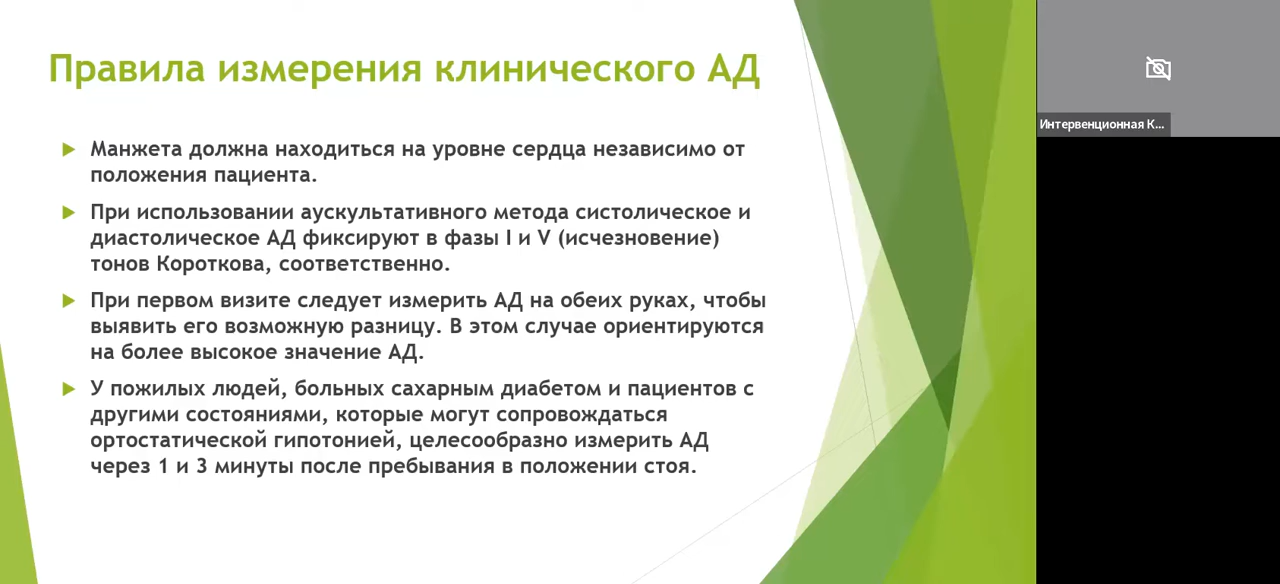 Правила измерения клинического АД
Манжета должна находиться на уровне сердца независимо от
положения пациента.
При использовании аускультативного метода систолическое и
диастолическое АД фиксируют в фазы I и V (исчезновение)
тонов Короткова, соответственно.
При первом визите следует измерить АД на обеих руках, чтобы
выявить его возможную разницу. В этом случае ориентируются
на более высокое значение АД.
У пожилых людей, больных сахарным диабетом и пациентов с
другими состояниями, которые могут сопровождаться
ортостатической гипотонией, целесообразно измерить АД
через 1 и 3 минуты после пребывания в положении стоя.
Интервенционная К...